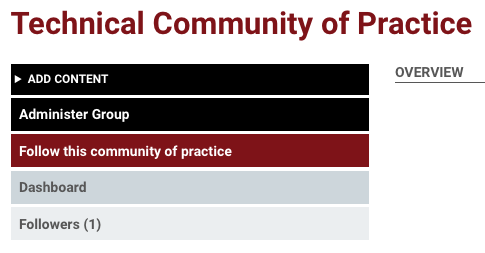 Technical Community of Practice
ADD CONTENT
OVERVIEW
Administer Group
Follow this community of practice
Dashboard
Followers (1)